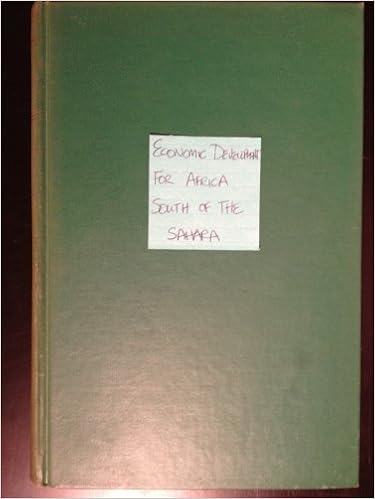 ECONOMIC DEVELOPMENT
FOR AFRICA
SOUTH OF THE
SAHARA